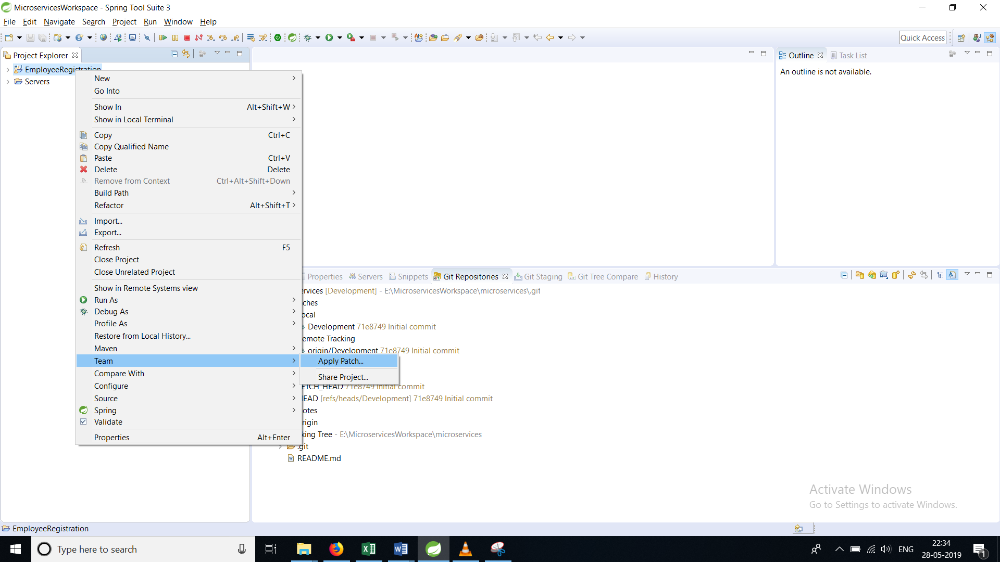 MicroservicesWorkspace - Spring Tool Suite 3
File Edit Navigate Search Project Run Window Help
Quick Access
Project Explorer
EmployeeRegistration
Servers
New
Go Into
Show In Alt+Shift+W
Show in Local Terminal
Copy Ctrl+C
Copy Qualified Name
Paste Ctrl+V
Delete Delete
Remove from Context Ctrl+Alt+Shift+Down
Build Path
Refactor Alt+Shift+T
Import...
Export...
Refresh F5
Close Project
Close Unrelated Project
Show in Remote Systems view
Run As
Debug As
Profile As
Restore from Local History...
Maven
Team
Compare With
Configure
Source
Spring
Validate
Properties Alt+Enter
Apply Patch...
Share Project...
Outline Task List
An outline is not available.
Properties Servers Snippets Git Repositories Git Staging Git Tree Compare History
ervices [Development] - E:\MicroservicesWorkspace\microservices\.git
ches
ocal
Development 71e8749 Initial commit
emote Tracking
origin/Development 71e8749 Initial commit
ETCH_HEAD 71e8749 Initial commit
HEAD [refs/heads/Development] 71e8749 Initial commit
otes
rigin
king Tree - E:\MicroservicesWorkspace\microservices
.git
README.md
Activate Windows
Go to Settings to activate Windows.
EmployeeRegistration
Type here to search
ENG
22:34
28-05-2019
1